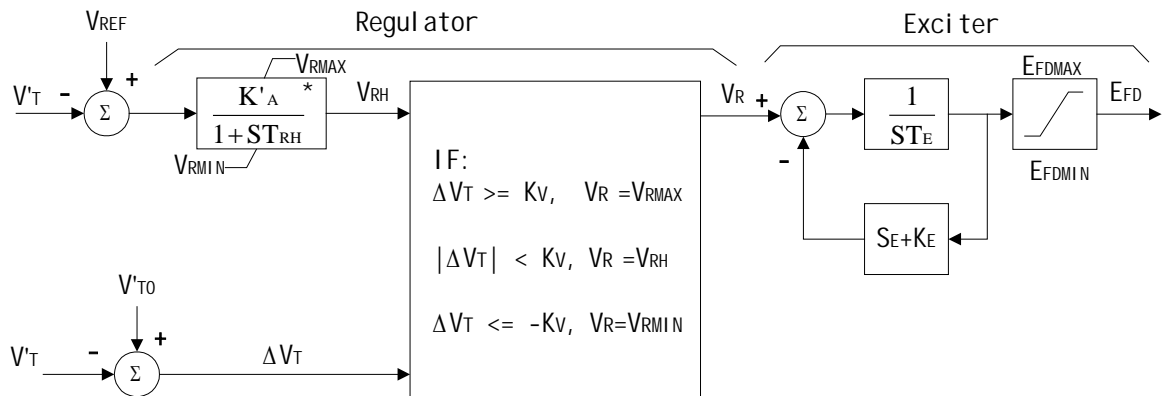 Regulator
Exciter
VREF
+
V'T
-
Σ
VRMAX
K'A *
1+STRH
VRMIN
VRH
IF:
ΔVT >= KV, VR =VRMAX
|ΔVT| < KV, VR =VRH
ΔVT <= -KV, VR=VRMIN
VR
+
Σ
-
1
STE
EFDMAX
EFD
EFDMIN
SE+KE
V'T0
+
V'T
-
Σ
ΔVT